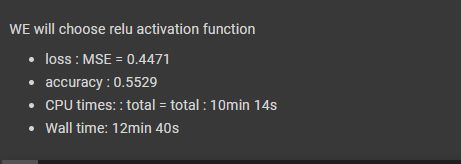 WE will choose relu activation function
• loss : MSE = 0.4471
• accuracy : 0.5529
• CPU times: : total = total : 10min 14s
• Wall time: 12min 40s